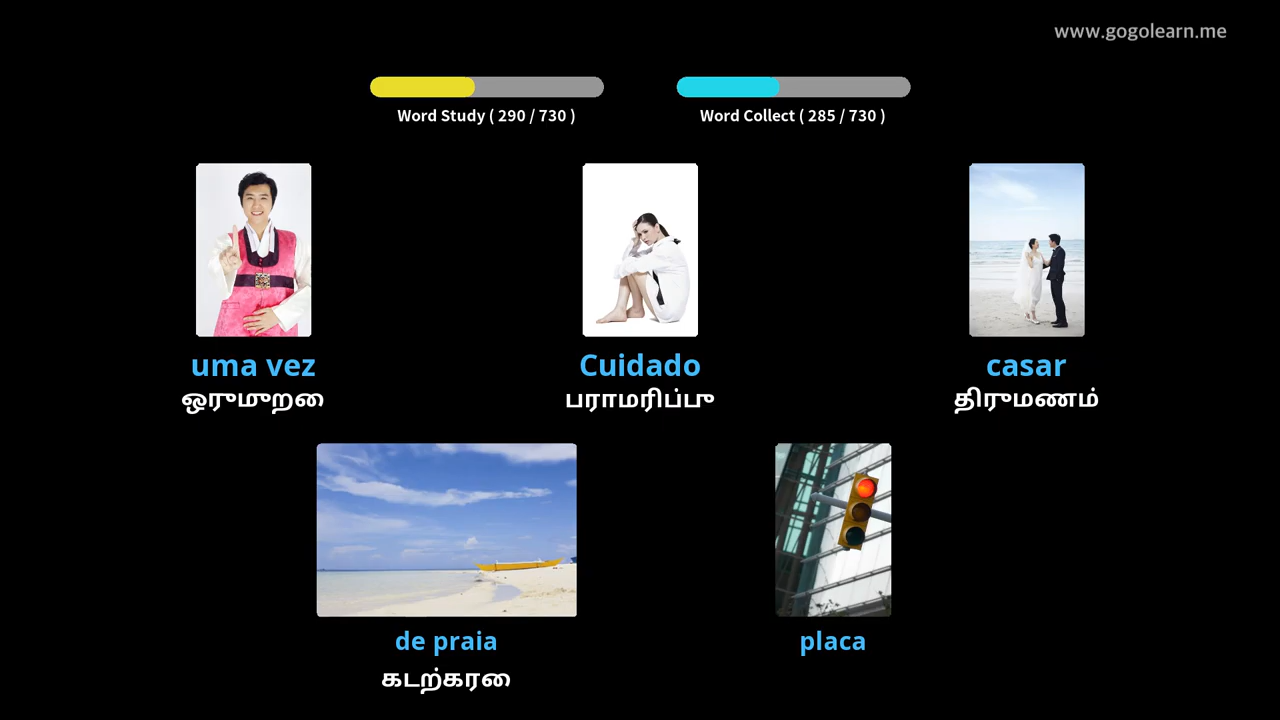 www.gogolearn.me
Word Study ( 290 / 730 )
Word Collect ( 285 / 730 )
uma vez
ஒருமுறை
Cuidado
பராமரிப்பு
casar
திருமணம்
de praia
கடற்கரை
placa